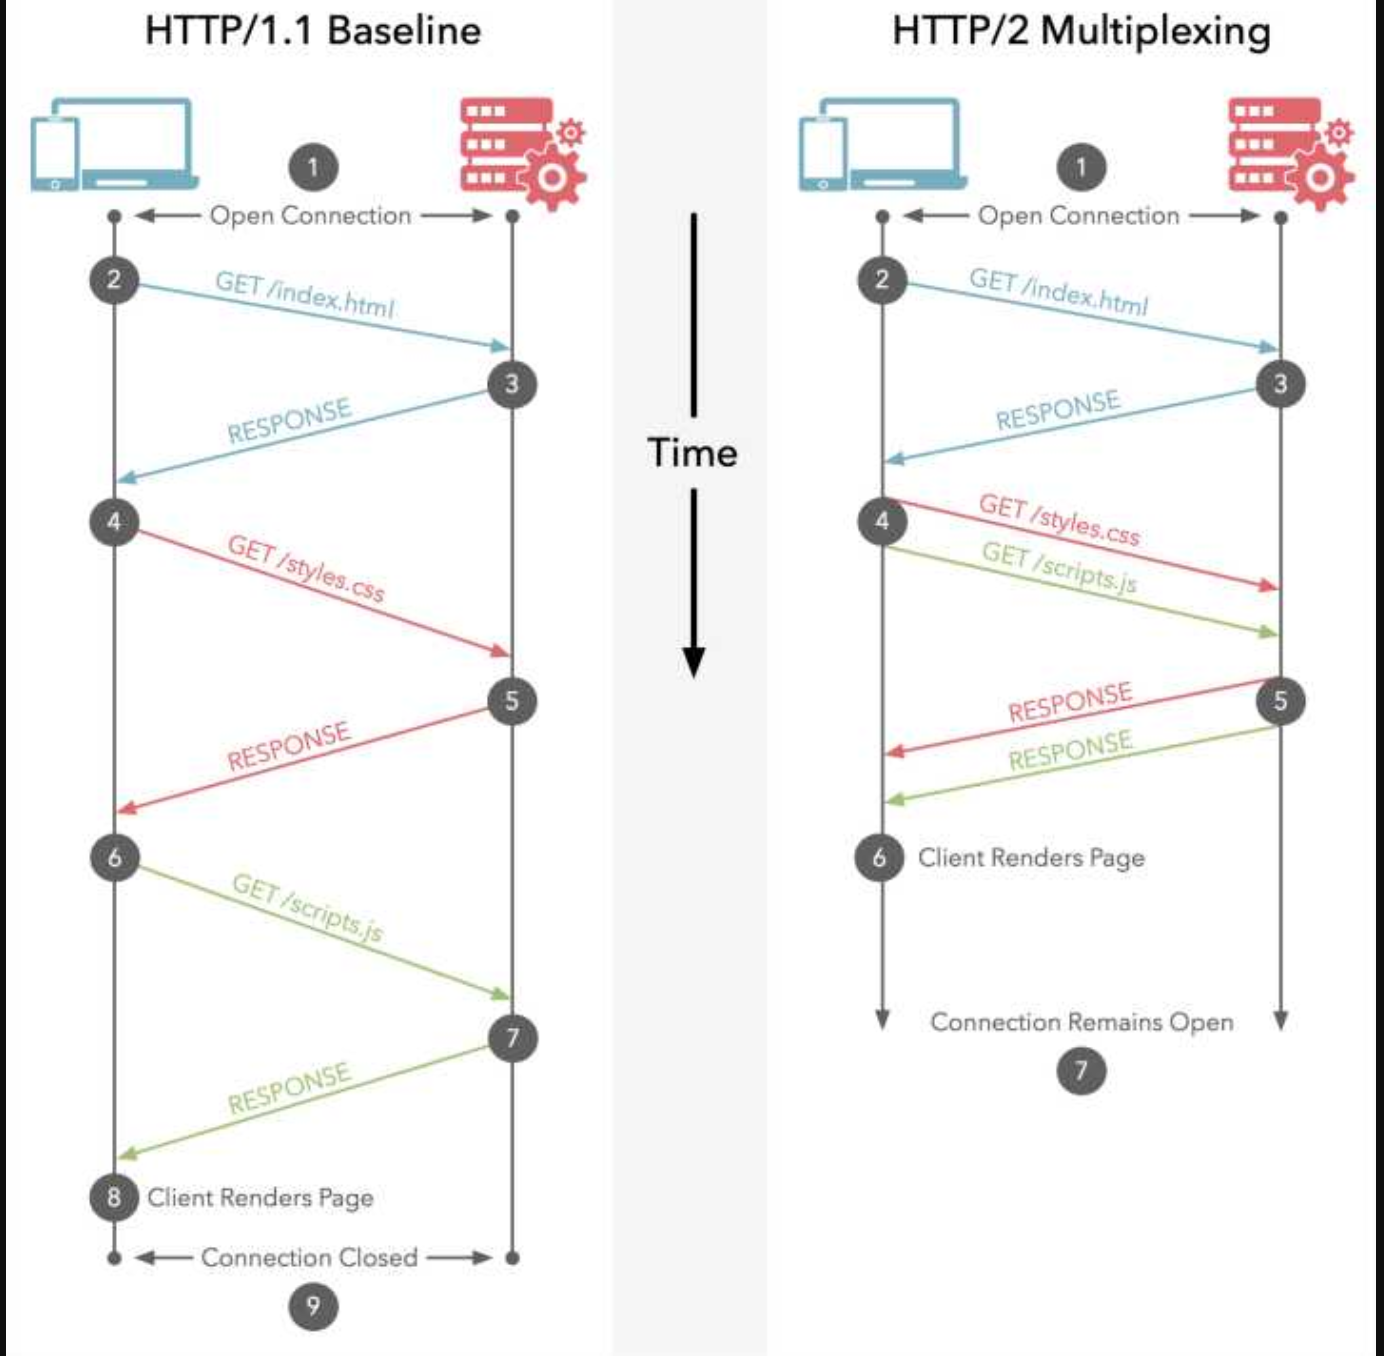 HTTP/1.1 Baseline
1
Open Connection
2
GET /index.html
3
RESPONSE
4
GET /styles.css
5
RESPONSE
6
GET /scripts.js
7
RESPONSE
8 Client Renders Page
Connection Closed
9
Time
HTTP/2 Multiplexing
1
Open Connection
2
GET /index.html
3
RESPONSE
4
GET /styles.css
GET /scripts.js
5
RESPONSE
RESPONSE
6 Client Renders Page
Connection Remains Open
7